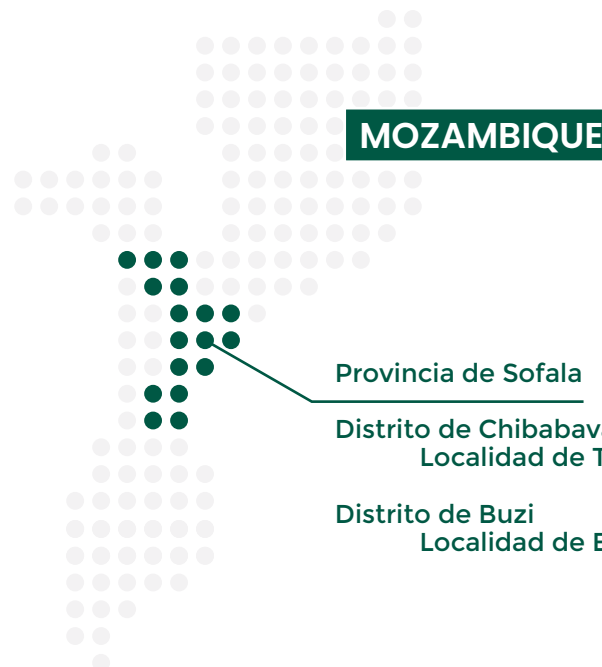 MOZAMBIQUE
Provincia de Sofala
Distrito de Chibabava
Localidad de
Distrito de Buzi
Localidad de